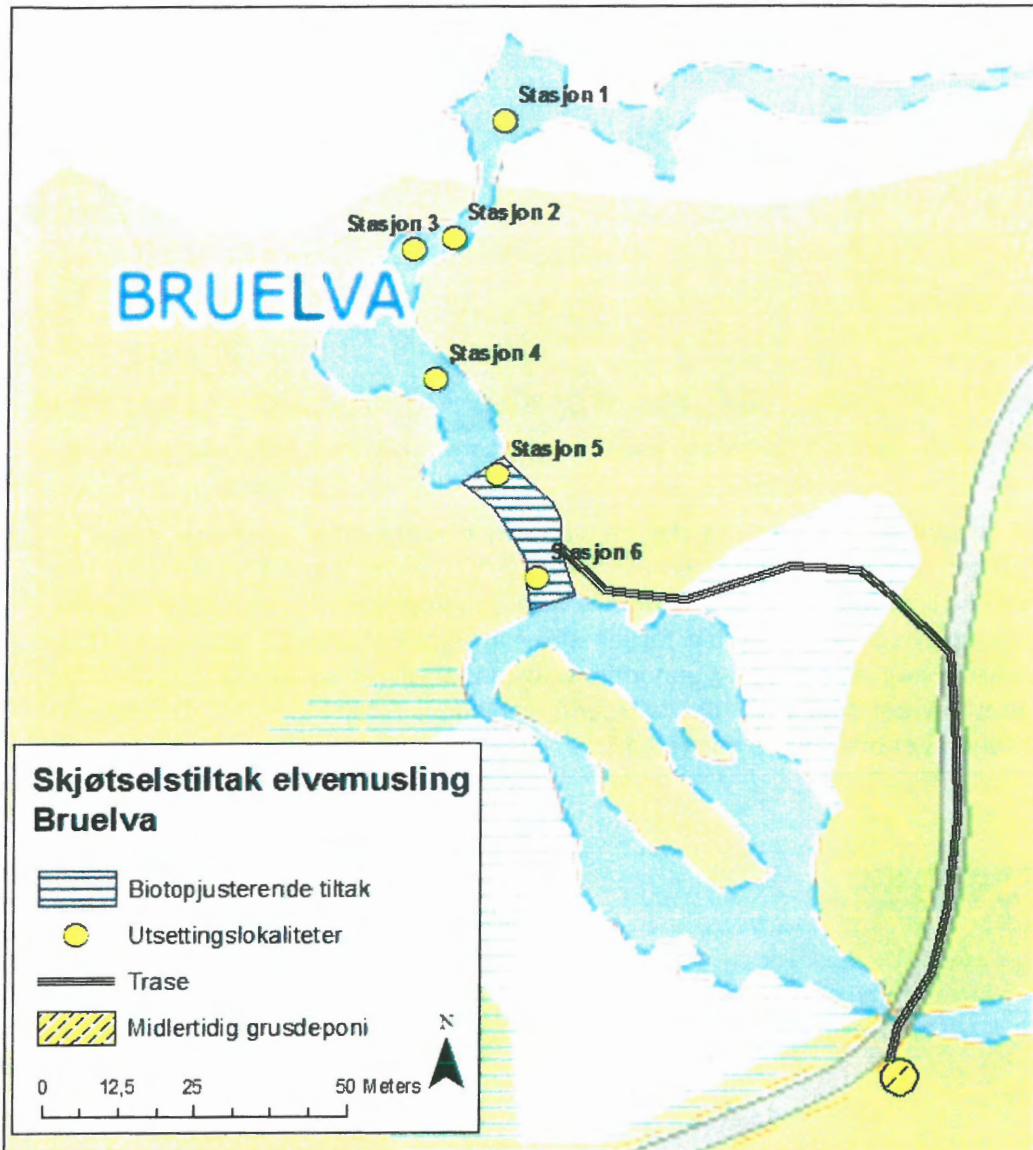 Stasjon 1
Stasjon 2
Stasjon 3
BRUELVA
Stasjon 4
Stasjon 5
Stasjon 6
Skjøtselstiltak elvemusling
Bruelva
Biotopjusterende tiltak
Utsettingslokaliteter
Trase
Midlertidig grusdeponi
N
0 12,5 25 50 Meters